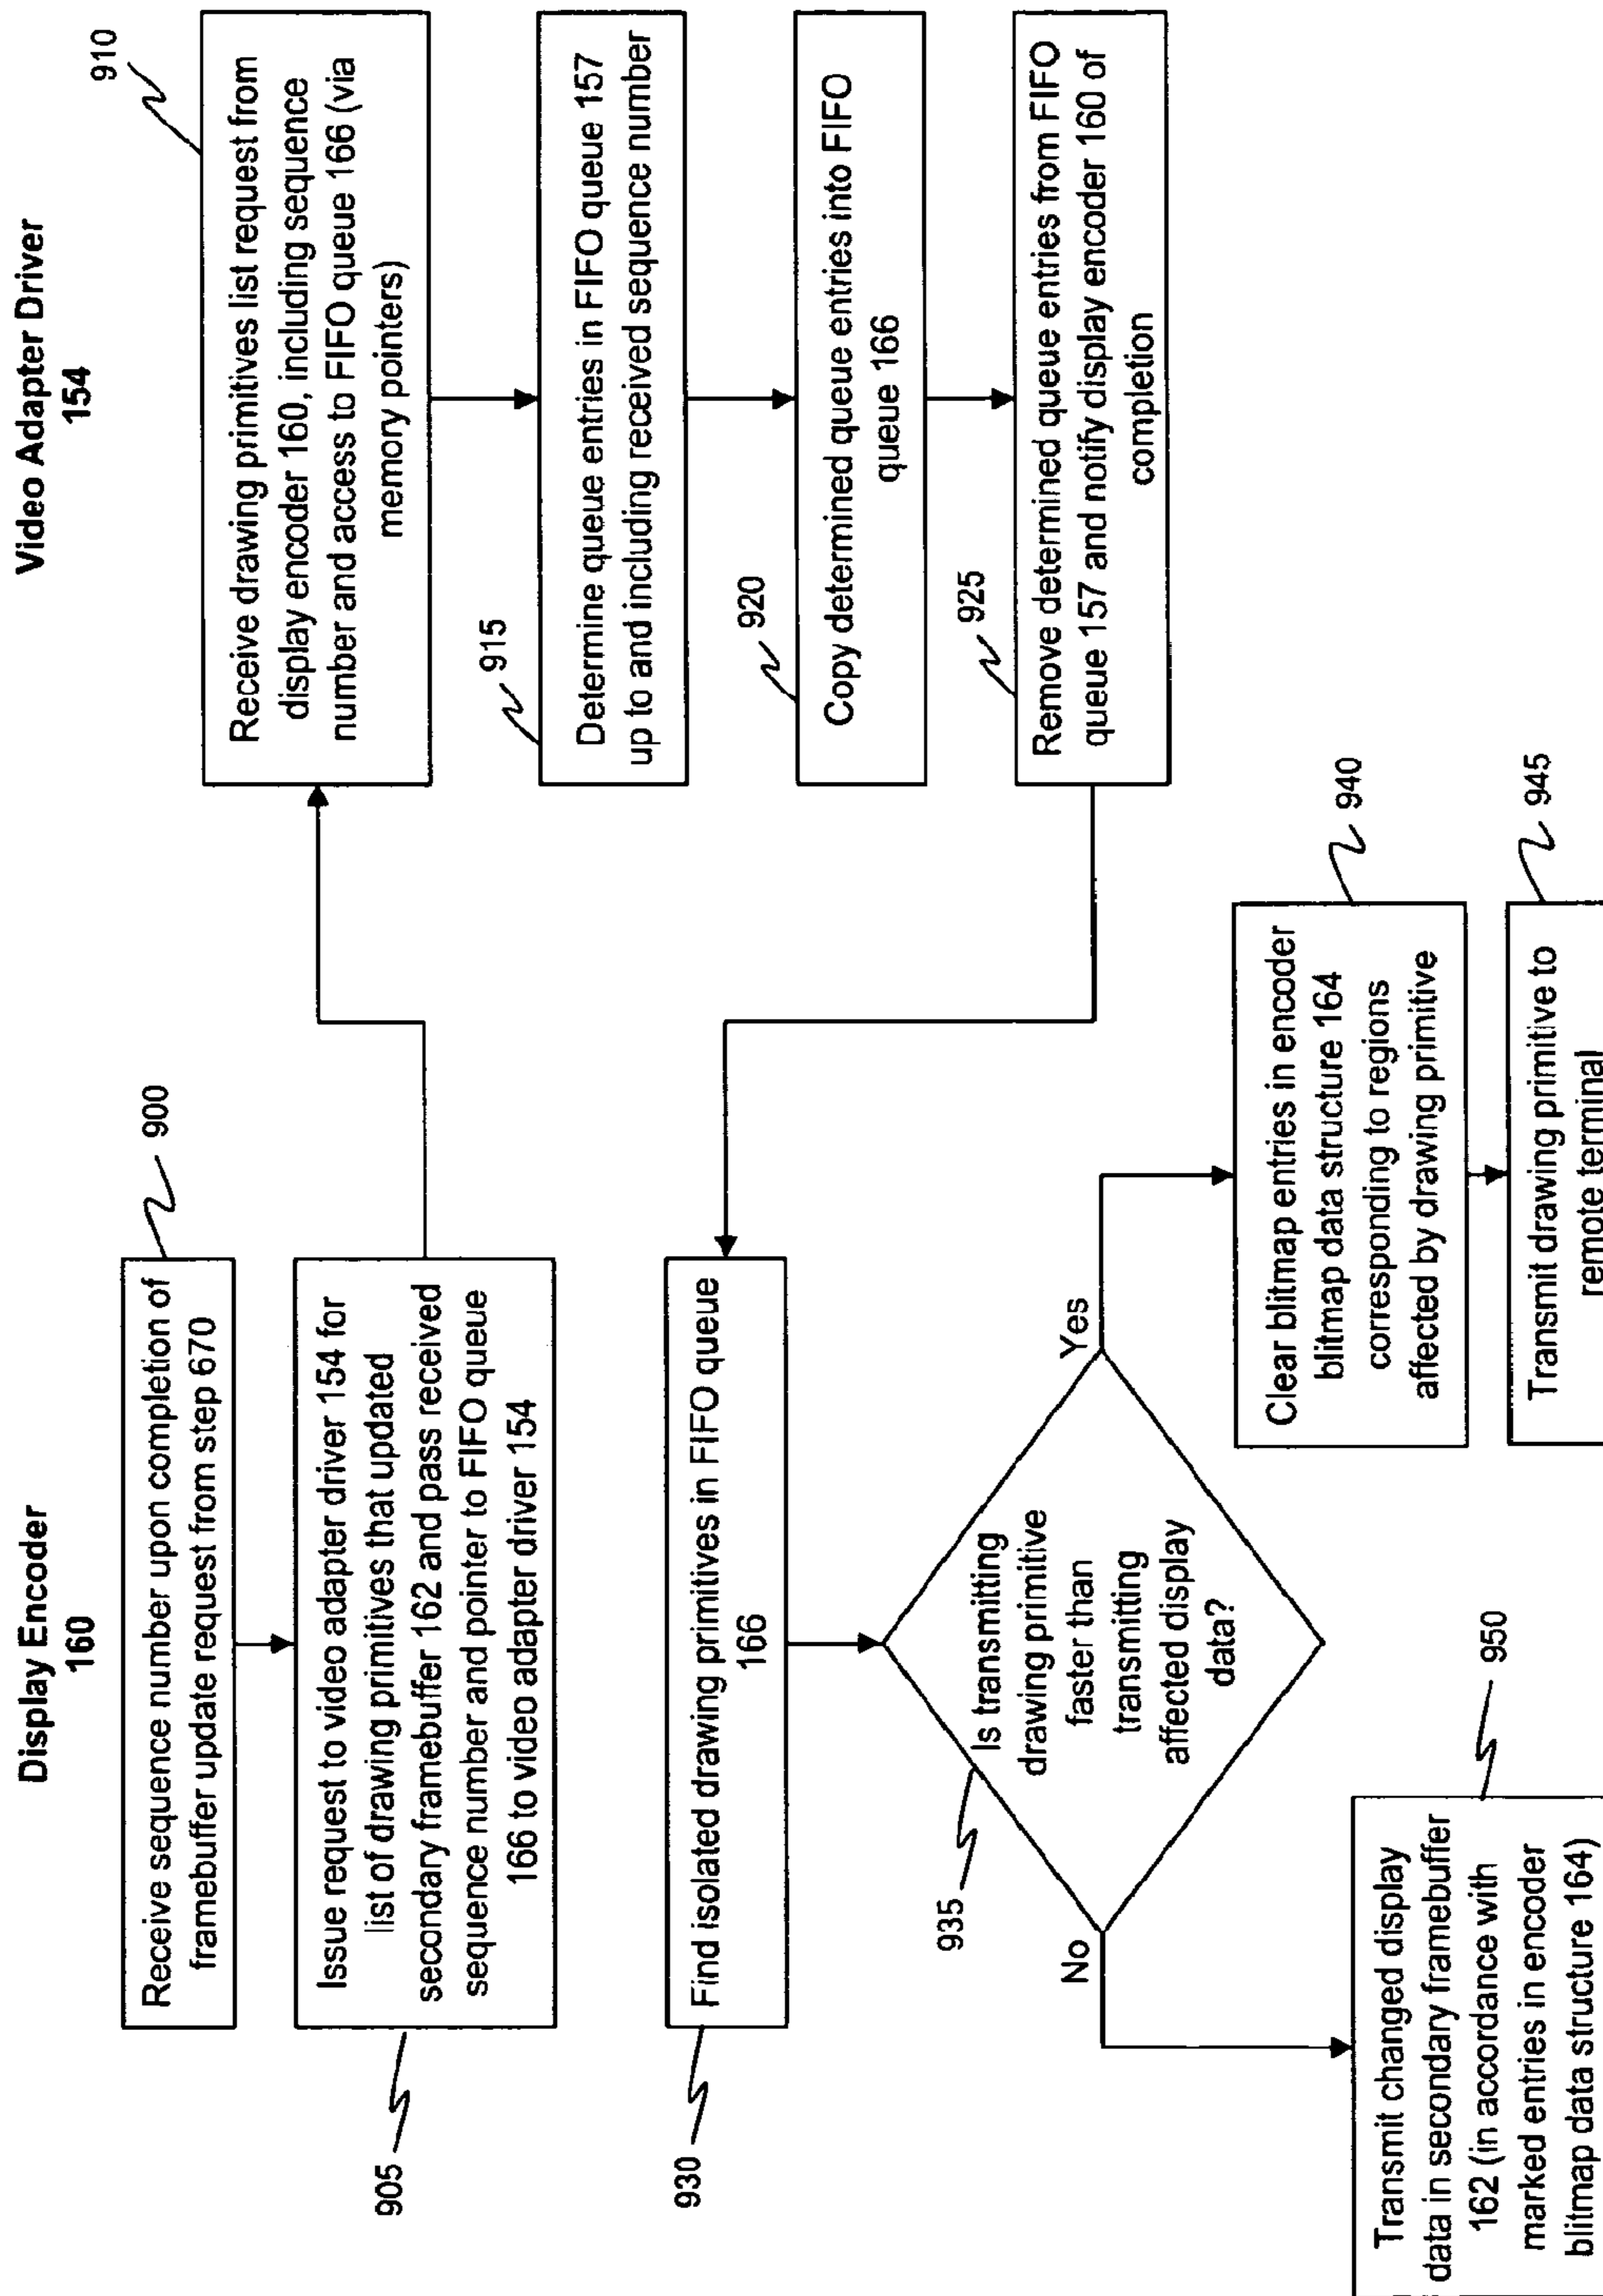 Display Encoder
160
900
Receive sequence number upon completion of
framebuffer update request from step 670
905
Issue request to video adapter driver 154 for
list of drawing primitives that updated
secondary framebuffer 162 and pass received
sequence number and pointer to FIFO queue
166 to video adapter driver 154
Video Adapter Driver
154
910
Receive drawing primitives list request from
display encoder 160, including sequence
number and access to FIFO queue 166 (via
memory pointers)
915
Determine queue entries in FIFO queue 157
up to and including received sequence number
920
Copy determined queue entries into FIFO
queue 166
925
Remove determined queue entries from FIFO
queue 157 and notify display encoder 160 of
completion
930
Find isolated drawing primitives in FIFO queue
166
935
Is transmitting
drawing primitive
faster than
transmitting
affected display
data?
No
Yes
940
Clear blitmap entries in encoder
blitmap data structure 164
corresponding to regions
affected by drawing primitive
945
Transmit drawing primitive to
remote terminal
950
Transmit changed display
data in secondary framebuffer
162 (in accordance with
marked entries in encoder
blitmap data structure 164)